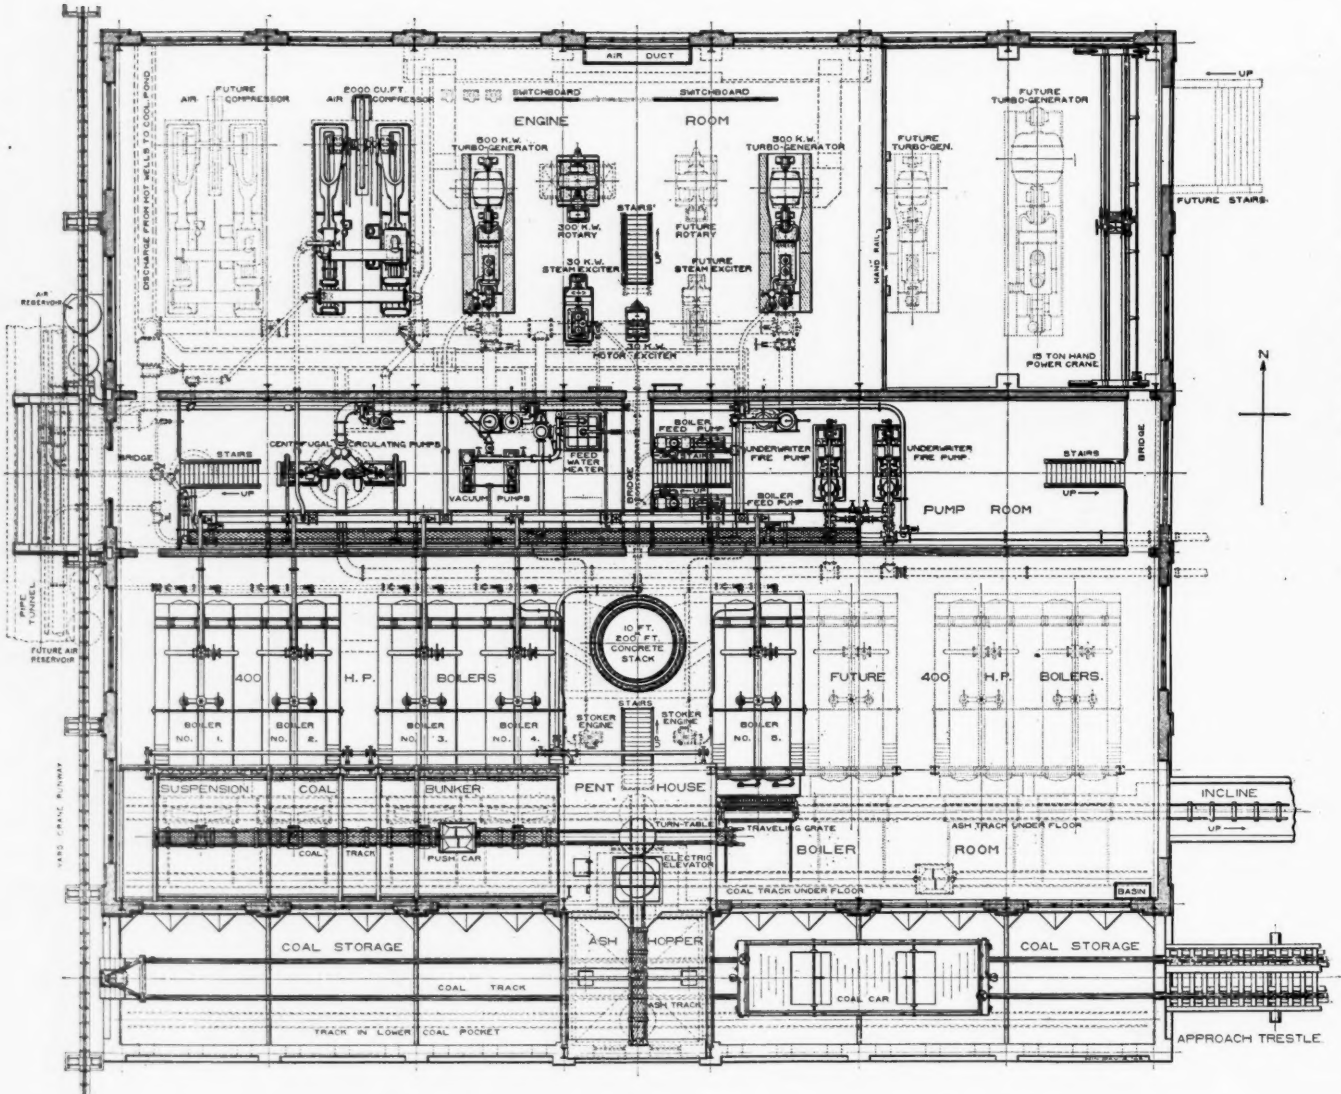 AIR DUCT
UP
FUTURE
AIR COMPRESSOR
2000 CU.FT.
AIR COMPRESSOR
SWITCHBOARD
SWITCHBOARD
ENGINE ROOM
FUTURE
TURBO-GENERATOR
DISCHARGE FROM HOT WELLS TO COOL. POND
500 K.W.
TURBO-GENERATOR
500 K.W.
TURBO-GENERATOR
FUTURE
TURBO-GEN.
FUTURE STAIRS.
STAIRS
UP
300 K.W.
ROTARY
FUTURE
ROTARY
HAND RAIL
30 K.W.
STEAM EXCITER
FUTURE
STEAM EXCITER
AIR
RESERVOIR
30 K.W.
MOTOR-EXCITER
15 TON HAND
POWER CRANE
N
BRIDGE
STAIRS
UP
CENTRIFUGAL CIRCULATING PUMPS
VACUUM PUMPS
FEED
WATER
HEATER
BRIDGE
BOILER
FEED PUMP
STAIRS
UP
BOILER
FEED PUMP
UNDERWRITER
FIRE PUMP
UNDERWRITER
FIRE PUMP
STAIRS
UP
BRIDGE
PUMP ROOM
PIPE
TUNNEL
FUTURE AIR
RESERVOIR
10 FT.
X
200 FT.
CONCRETE
STACK
400 H.P. BOILERS
FUTURE 400 H.P. BOILERS.
BOILER
NO. 1.
BOILER
NO. 2.
BOILER
NO. 3.
BOILER
NO. 4.
STOKER
ENGINE
STAIRS
UP
STOKER
ENGINE
BOILER
NO. 5.
YARD CRANE RUNWAY
SUSPENSION COAL BUNKER
PENT HOUSE
INCLINE
UP
COAL TRACK
PUSH CAR
TURN-TABLE
TRAVELING GRATE
ASH TRACK UNDER FLOOR
BOILER ROOM
ELECTRIC
ELEVATOR
COAL TRACK UNDER FLOOR
BASIN
COAL STORAGE
ASH HOPPER
COAL STORAGE
COAL TRACK
ASH TRACK
COAL CAR
TRACK IN LOWER COAL POCKET
APPROACH TRESTLE.